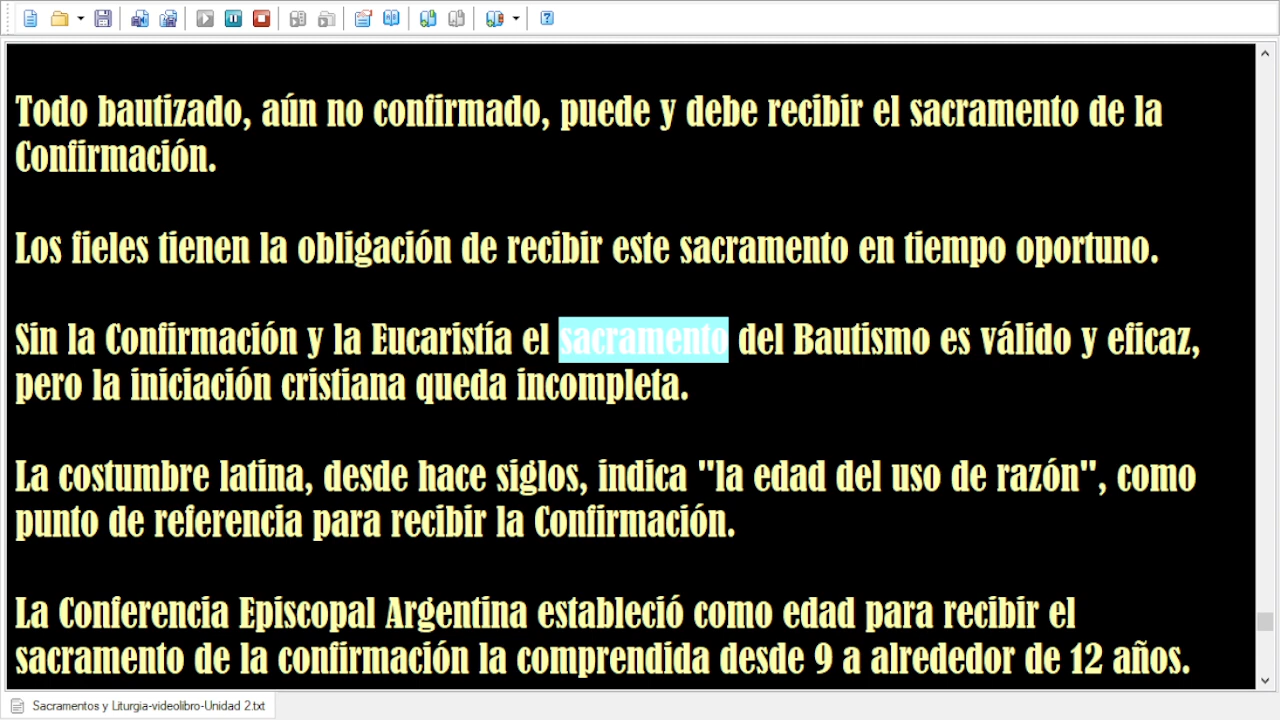 Todo bautizado, aún no confirmado, puede y debe recibir el sacramento de la
Confirmación.
Los fieles tienen la obligación de recibir este sacramento en tiempo oportuno.
Sin la Confirmación y la Eucaristía el sacramento del Bautismo es válido y eficaz,
pero la iniciación cristiana queda incompleta.
La costumbre latina, desde hace siglos, indica "la edad del uso de razón", como
punto de referencia para recibir la Confirmación.
La Conferencia Episcopal Argentina estableció como edad para recibir el
sacramento de la confirmación la comprendida desde 9 a alrededor de 12 años.
Sacramentos y Liturgia-videolibro-Unidad 2.txt